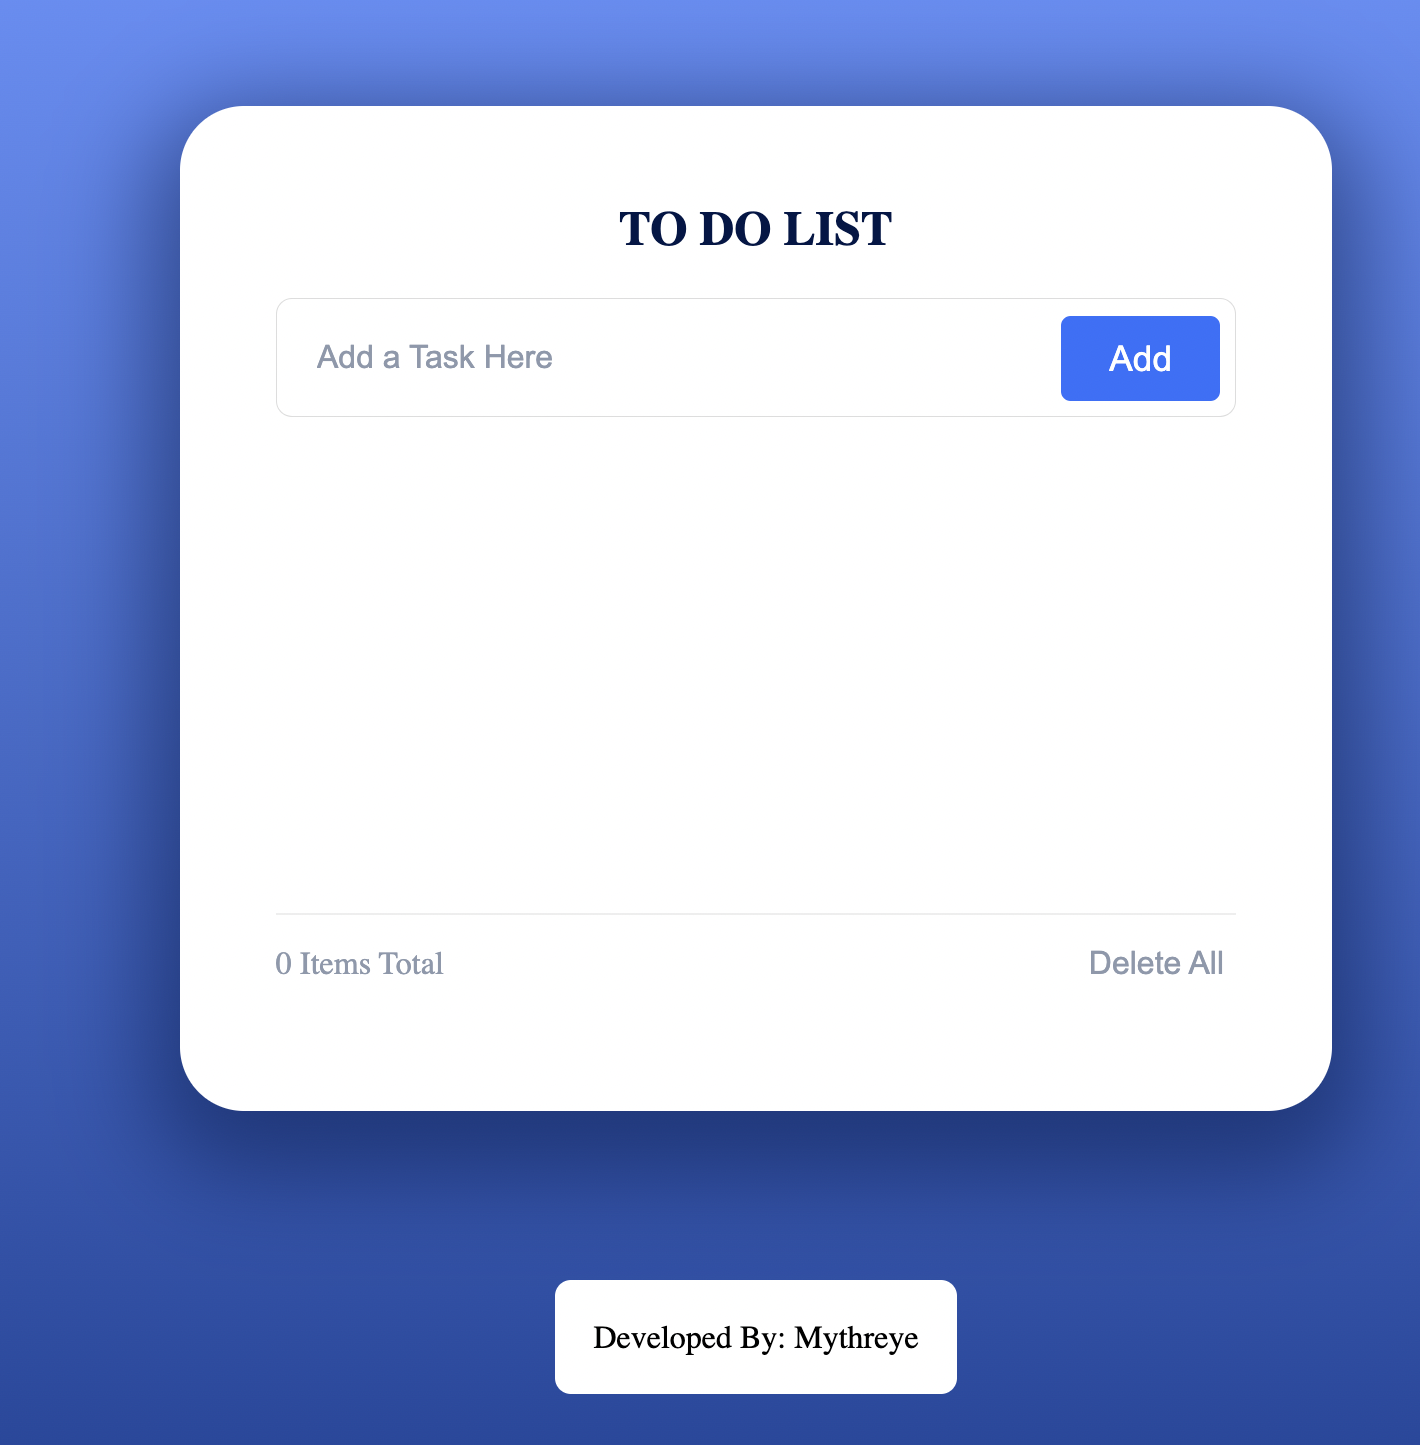 TO DO LIST
Add a Task Here
Add
0 Items Total
Delete All
Developed By: Mythreye